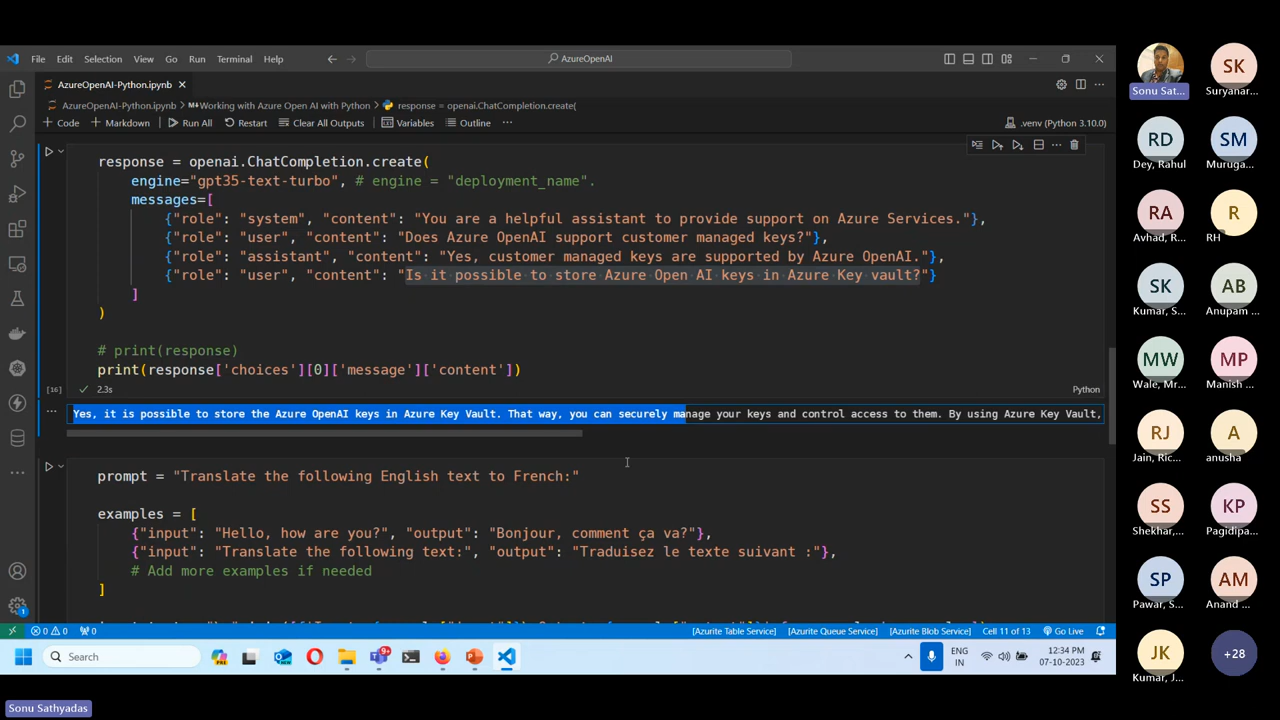 File Edit Selection View Go Run Terminal Help
AzureOpenAI
AzureOpenAI-Python.ipynb
AzureOpenAI-Python.ipynb > Working with Azure Open AI with Python > response = openai.ChatCompletion.create(
+ Code + Markdown Run All Restart Clear All Outputs Variables Outline ... .venv (Python 3.10.0)
response = openai.ChatCompletion.create(
engine="gpt35-text-turbo", # engine = "deployment_name".
messages=[
{"role": "system", "content": "You are a helpful assistant to provide support on Azure Services."},
{"role": "user", "content": "Does Azure OpenAI support customer managed keys?"},
{"role": "assistant", "content": "Yes, customer managed keys are supported by Azure OpenAI."},
{"role": "user", "content": "Is it possible to store Azure Open AI keys in Azure Key vault?"}
]
)
# print(response)
print(response['choices'][0]['message']['content'])
[16] 2.3s Python
Yes, it is possible to store the Azure OpenAI keys in Azure Key Vault. That way, you can securely manage your keys and control access to them. By using Azure Key Vault,
prompt = "Translate the following English text to French:"
examples = [
{"input": "Hello, how are you?", "output": "Bonjour, comment ça va?"},
{"input": "Translate the following text:", "output": "Traduisez le texte suivant :"},
# Add more examples if needed
]
0 0 0 [Azurite Table Service] [Azurite Queue Service] [Azurite Blob Service] Cell 11 of 13 Go Live
Search
9+
1
ENG
IN
12:34 PM
07-10-2023
Sonu Sat...
SK
Suryanar...
RD
Dey, Rahul
SM
Muruga...
RA
Avhad, R...
R
RH
SK
Kumar, S...
AB
Anupam ...
MW
Wale, Mr...
MP
Manish ...
RJ
Jain, Ric...
A
anusha
SS
Shekhar,...
KP
Pagidipa...
SP
Pawar, S...
AM
Anand ...
JK
Kumar, J...
+28
Sonu Sathyadas